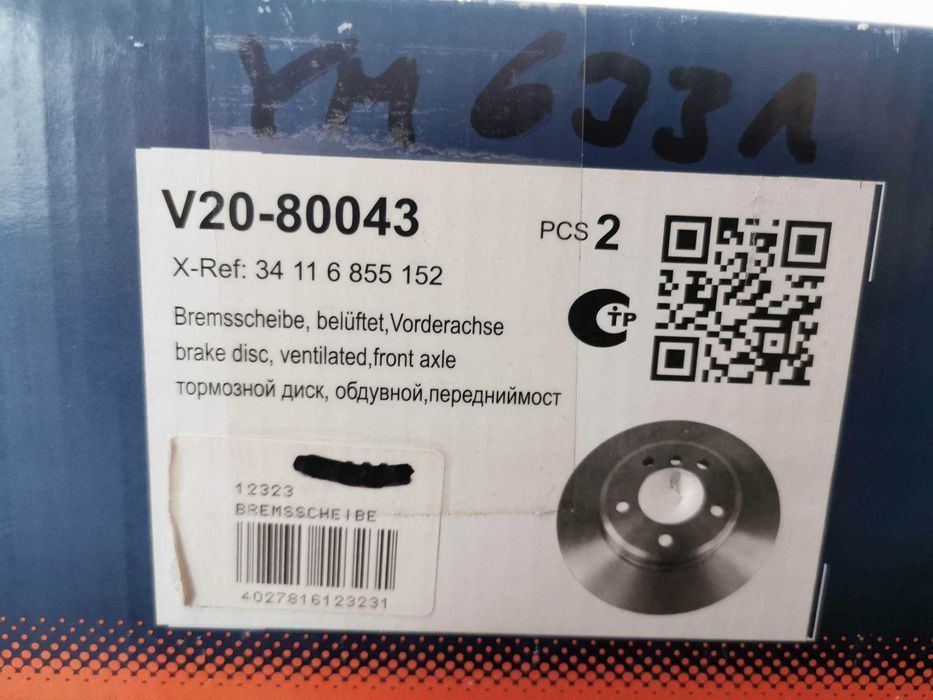 YM 6931
V20-80043
PCS 2
X-Ref: 34 11 6 855 152
Bremsscheibe, belüftet,Vorderachse
brake disc, ventilated,front axle
тормозной диск, обдувной,передниймост
12323
BREMSSCHEIBE
4027816123231